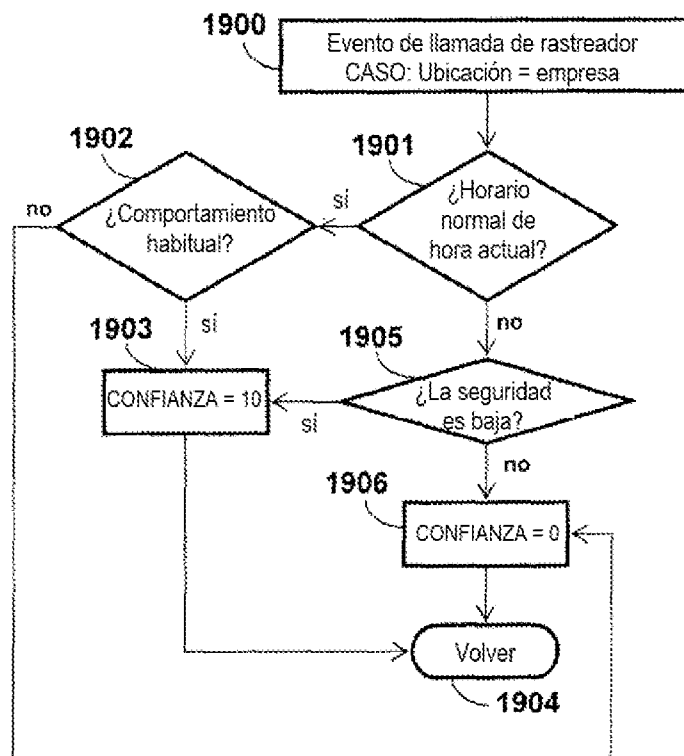 1900
Evento de llamada de rastreador
CASO: Ubicación = empresa
1902
1901
no
¿Comportamiento
habitual?
sí
¿Horario
normal de
hora actual?
1903
sí
no
1905
CONFIANZA = 10
sí
¿La seguridad
es baja?
no
1906
CONFIANZA = 0
Volver
1904